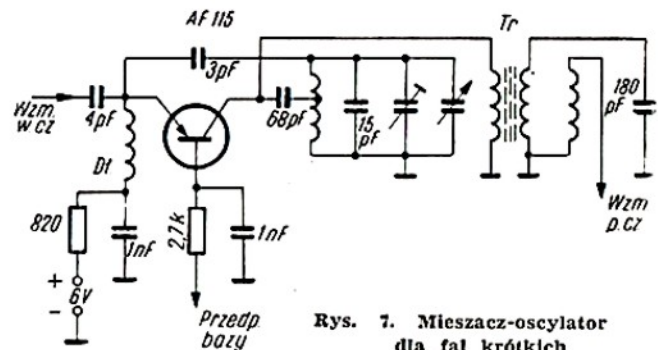 AF 115
Tr
3pF
Wzm.
w.cz
4pF
68pF
15
pF
180
pF
Dł
820
1nF
2,7k
1nF
+
6V
-
Przedp.
bazy
Wzm
p.cz
Rys. 7. Mieszacz-oscylator
dla fal krótkich